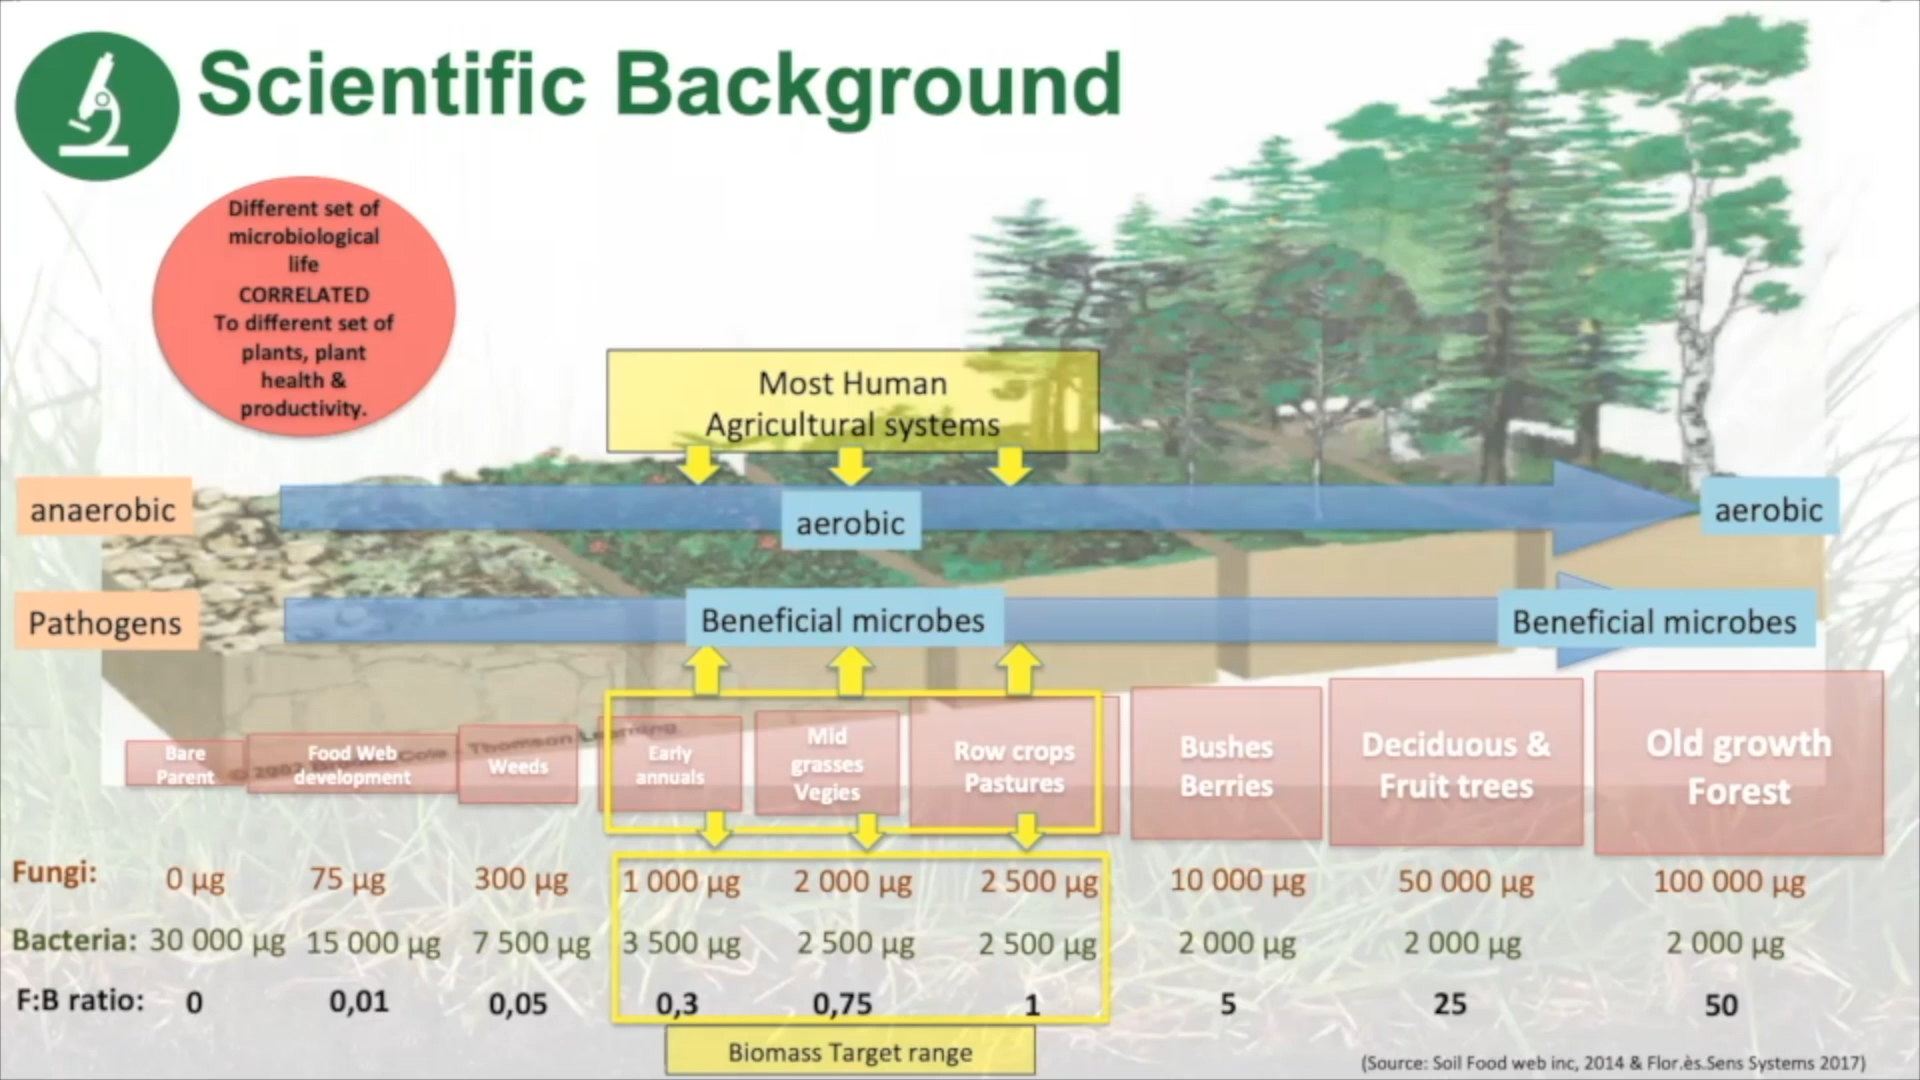 Scientific Background
Different set of
microbiological
life
CORRELATED
To different set of
plants, plant
health &
productivity.
Most Human
Agricultural systems
anaerobic
aerobic
aerobic
Pathogens
Beneficial microbes
Beneficial microbes
Bare
Parent
Food Web
development
Weeds
Early
annuals
Mid
grasses
Vegies
Row crops
Pastures
Bushes
Berries
Deciduous &
Fruit trees
Old growth
Forest
Cole - Thomson Learning
© 2002
Fungi: 0 µg 75 µg 300 µg 1 000 µg 2 000 µg 2 500 µg 10 000 µg 50 000 µg 100 000 µg
Bacteria: 30 000 µg 15 000 µg 7 500 µg 3 500 µg 2 500 µg 2 500 µg 2 000 µg 2 000 µg 2 000 µg
F:B ratio: 0 0,01 0,05 0,3 0,75 1 5 25 50
Biomass Target range
(Source: Soil Food web inc, 2014 & Flor.ès.Sens Systems 2017)